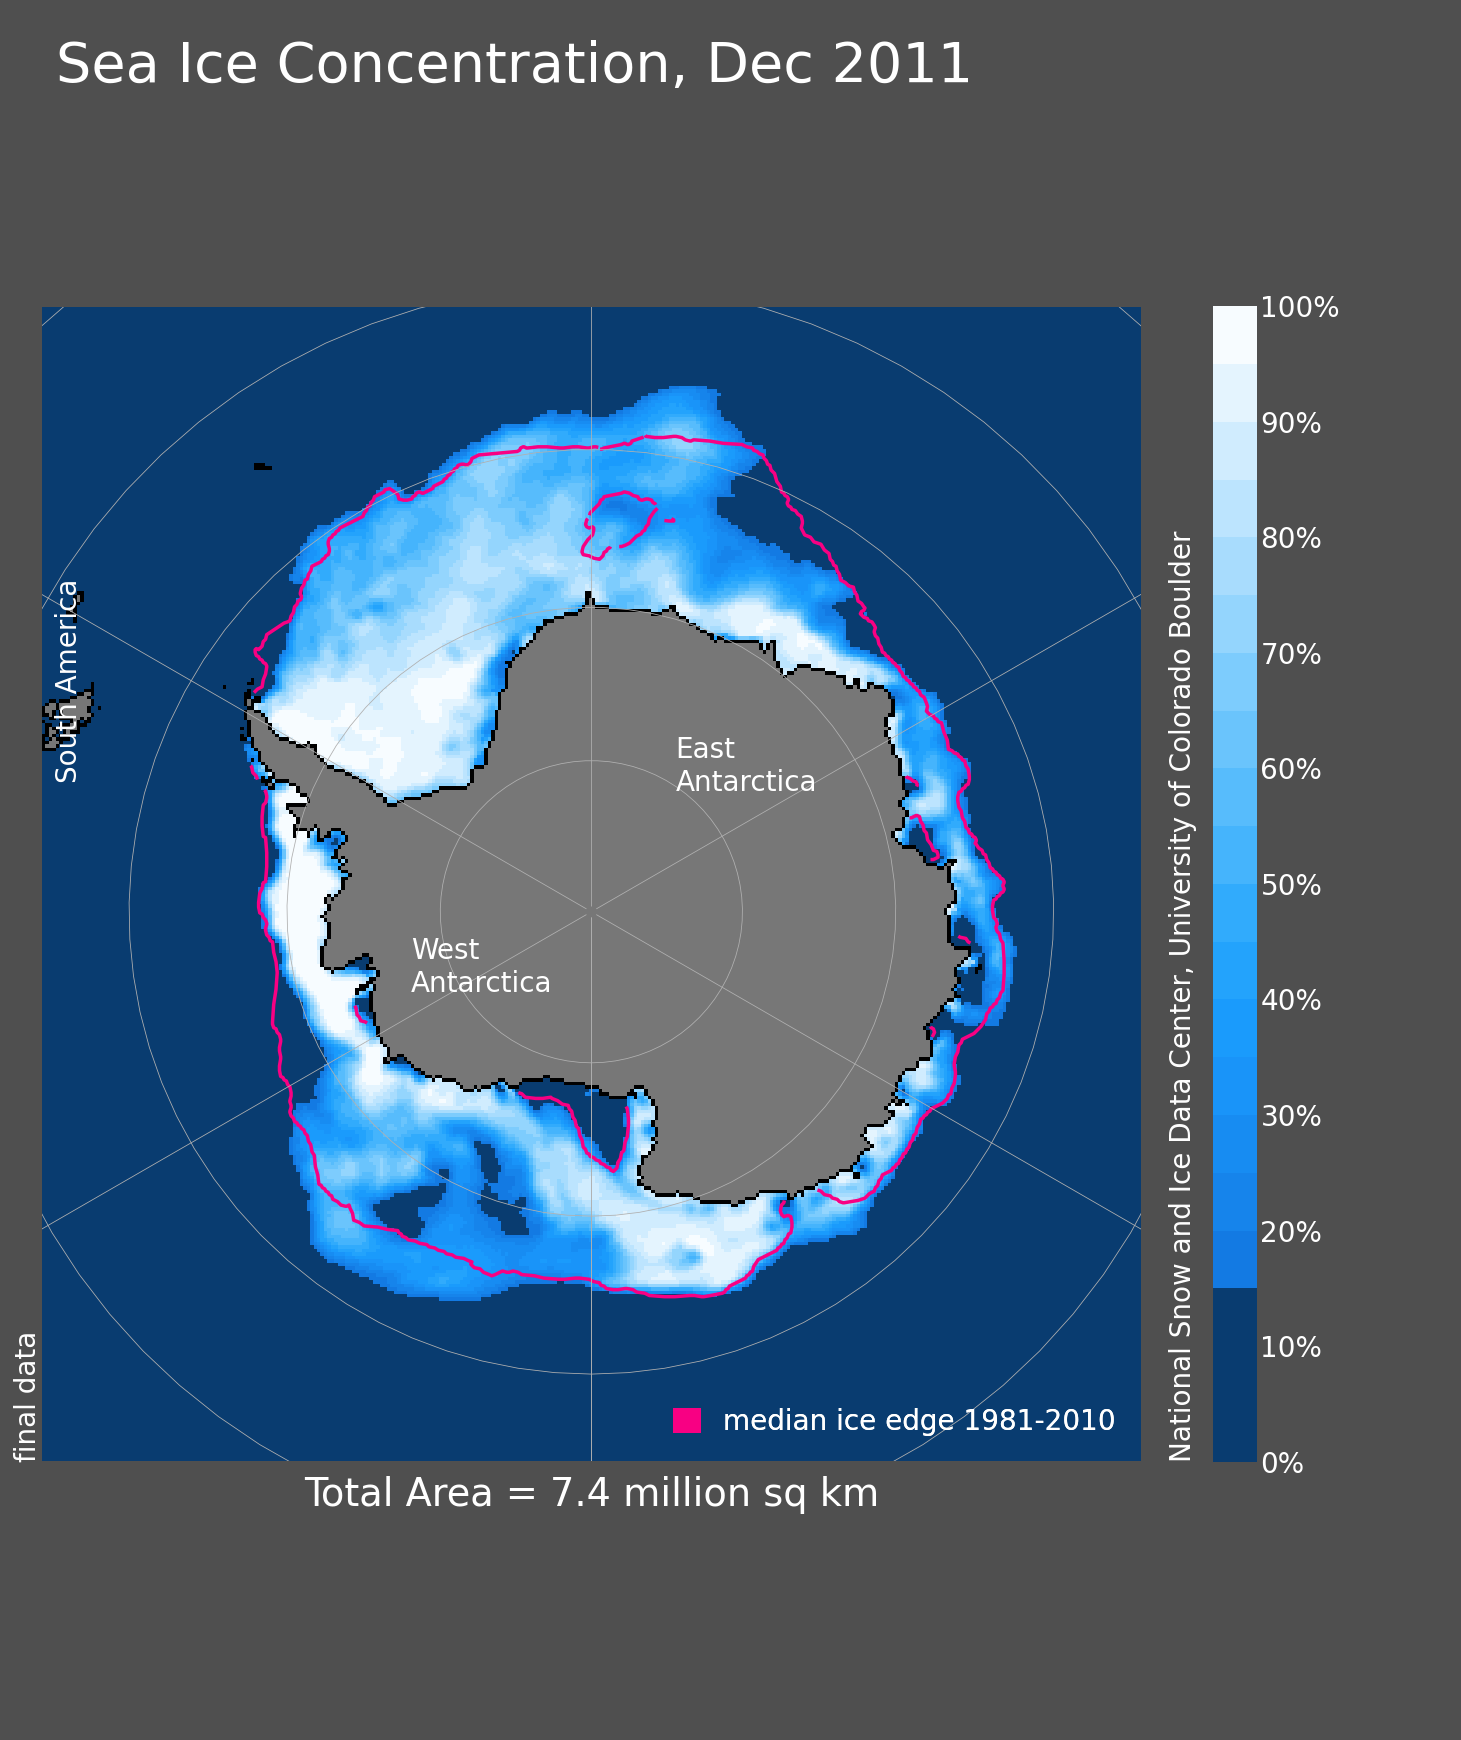 Sea Ice Concentration, Dec 2011
South America
East
Antarctica
West
Antarctica
median ice edge 1981-2010
final data
Total Area = 7.4 million sq km
National Snow and Ice Data Center, University of Colorado Boulder
100%
90%
80%
70%
60%
50%
40%
30%
20%
10%
0%